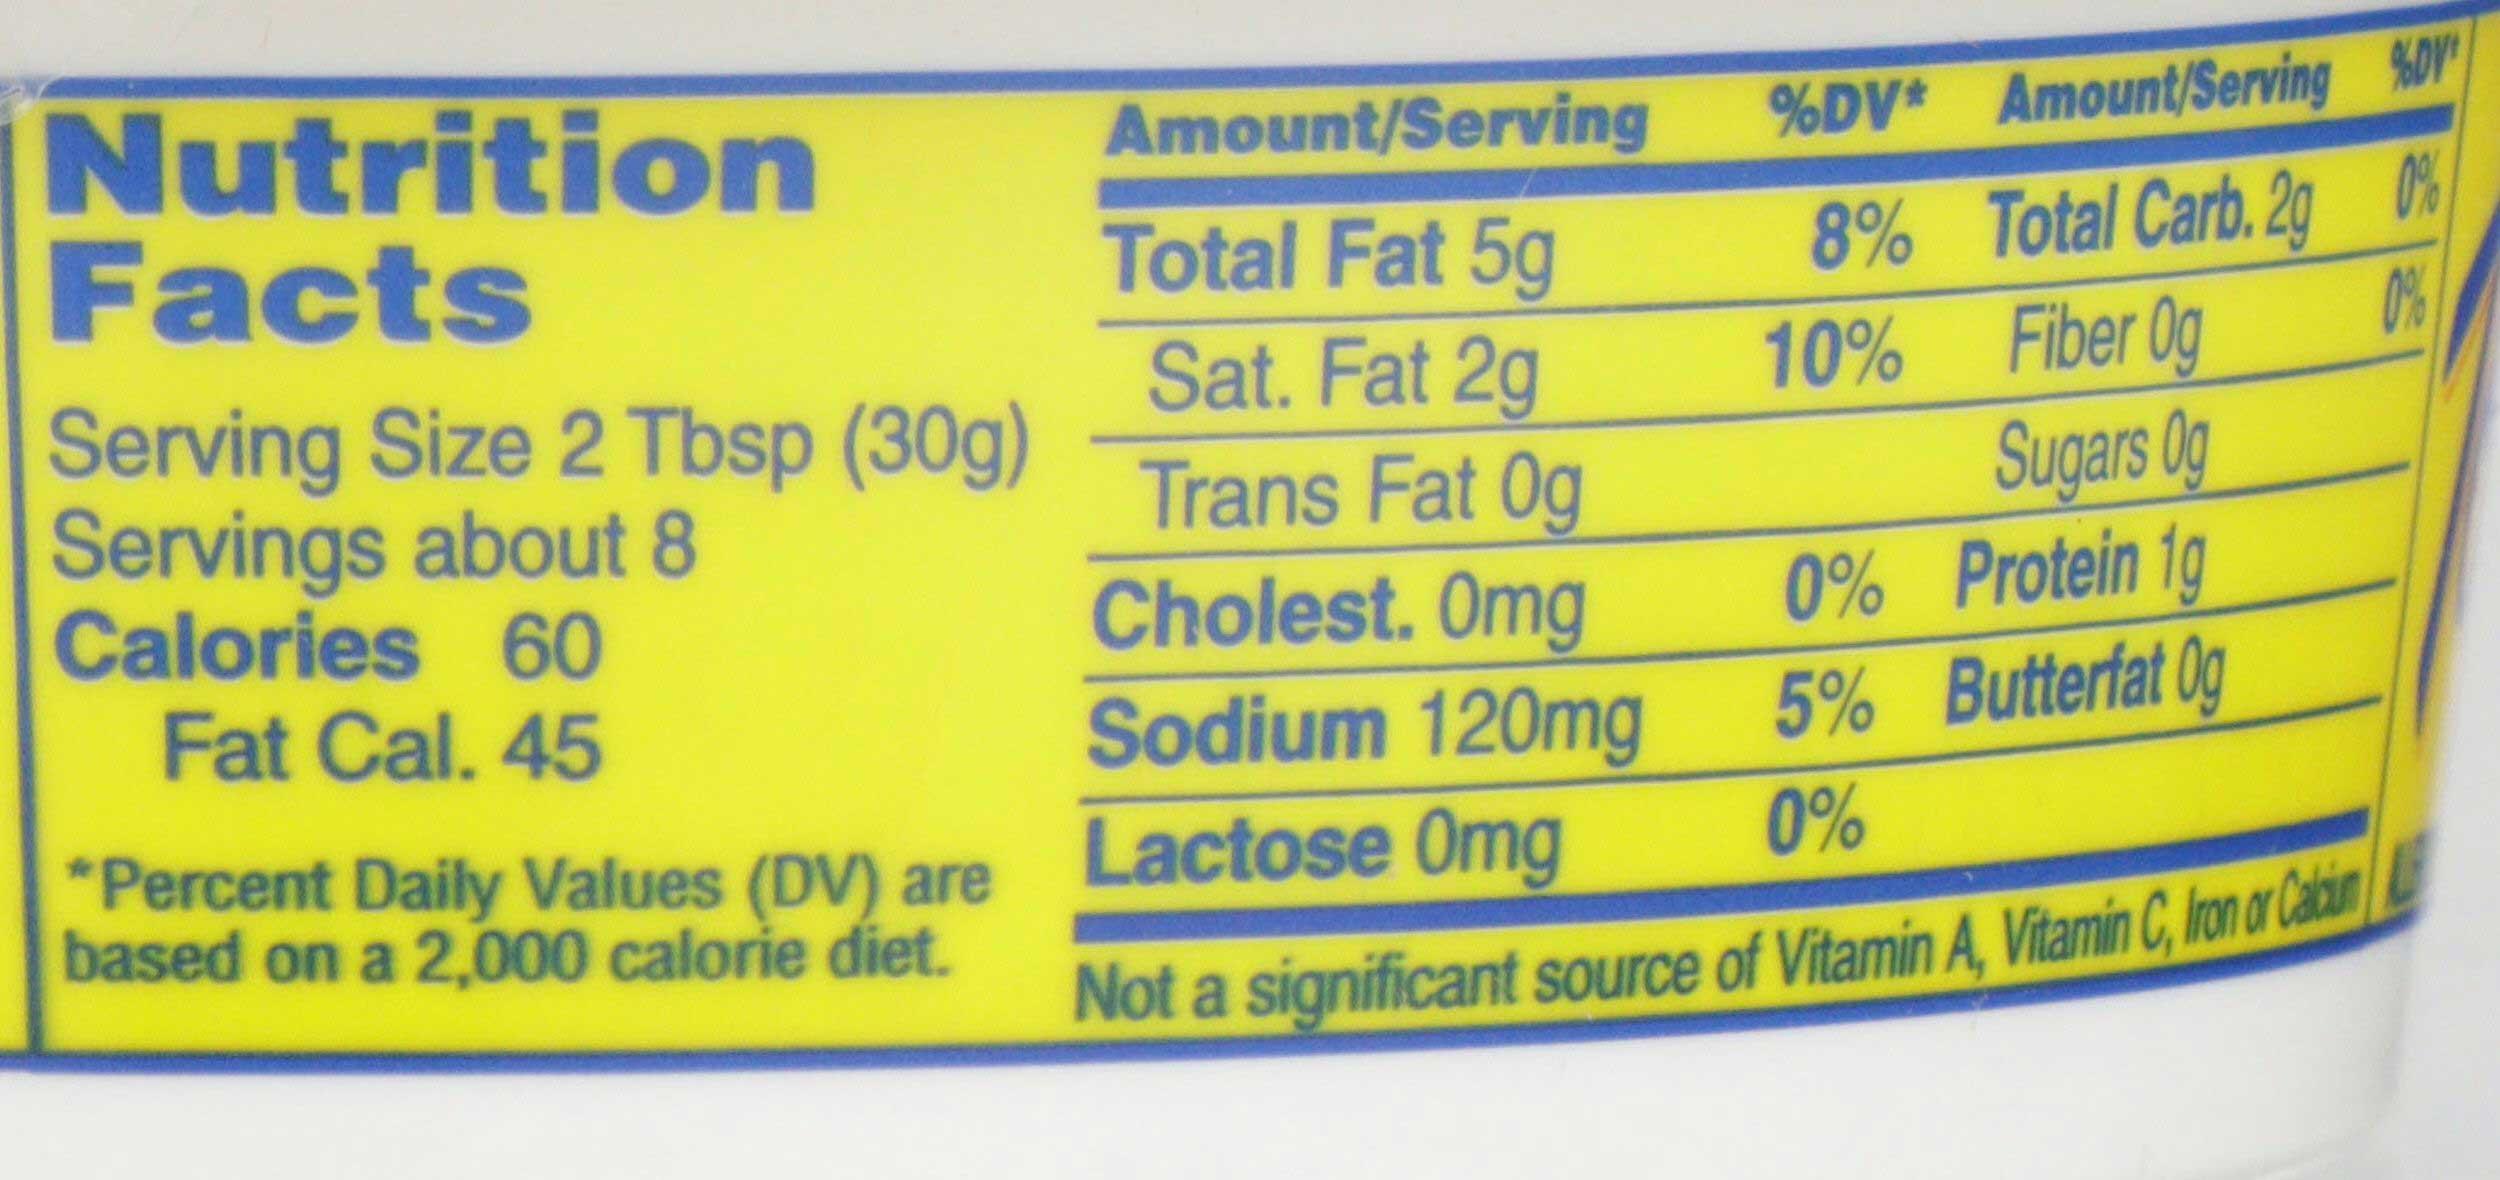 Nutrition
Facts
Serving Size 2 Tbsp (30g)
Servings about 8
Calories 60
Fat Cal. 45
*Percent Daily Values (DV) are
based on a 2,000 calorie diet.
Amount/Serving %DV* Amount/Serving %DV*
Total Fat 5g 8% Total Carb. 2g 0%
Sat. Fat 2g 10% Fiber 0g 0%
Trans Fat 0g Sugars 0g
Cholest. 0mg 0% Protein 1g
Sodium 120mg 5% Butterfat 0g
Lactose 0mg 0%
Not a significant source of Vitamin A, Vitamin C, Iron or Calcium